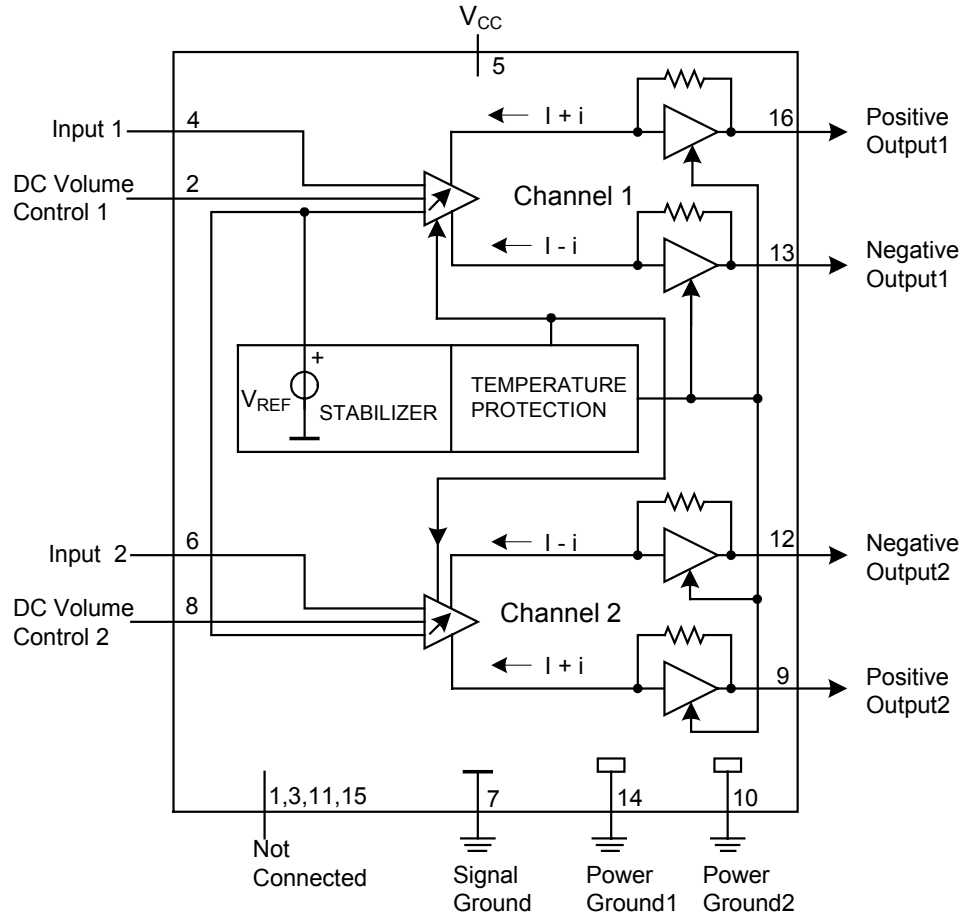 VCC
5
Input 1
4
I + i
16
Positive
Output1
DC Volume
Control 1
2
Channel 1
I - i
13
Negative
Output1
+
VREF
STABILIZER
TEMPERATURE
PROTECTION
Input 2
6
I - i
12
Negative
Output2
DC Volume
Control 2
8
Channel 2
I + i
9
Positive
Output2
1,3,11,15
7
14
10
Not
Connected
Signal
Ground
Power
Ground1
Power
Ground2